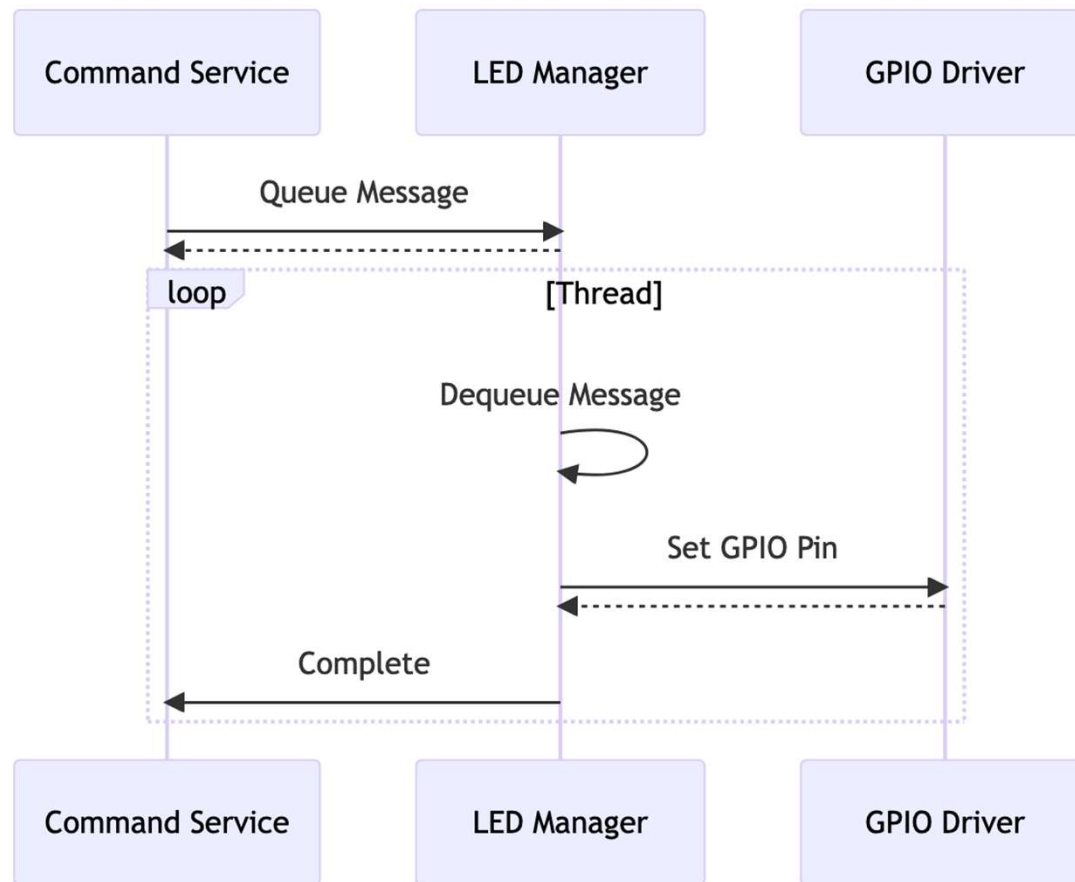 Command Service
LED Manager
GPIO Driver
Queue Message
loop
[Thread]
Dequeue Message
Set GPIO Pin
Complete
Command Service
LED Manager
GPIO Driver